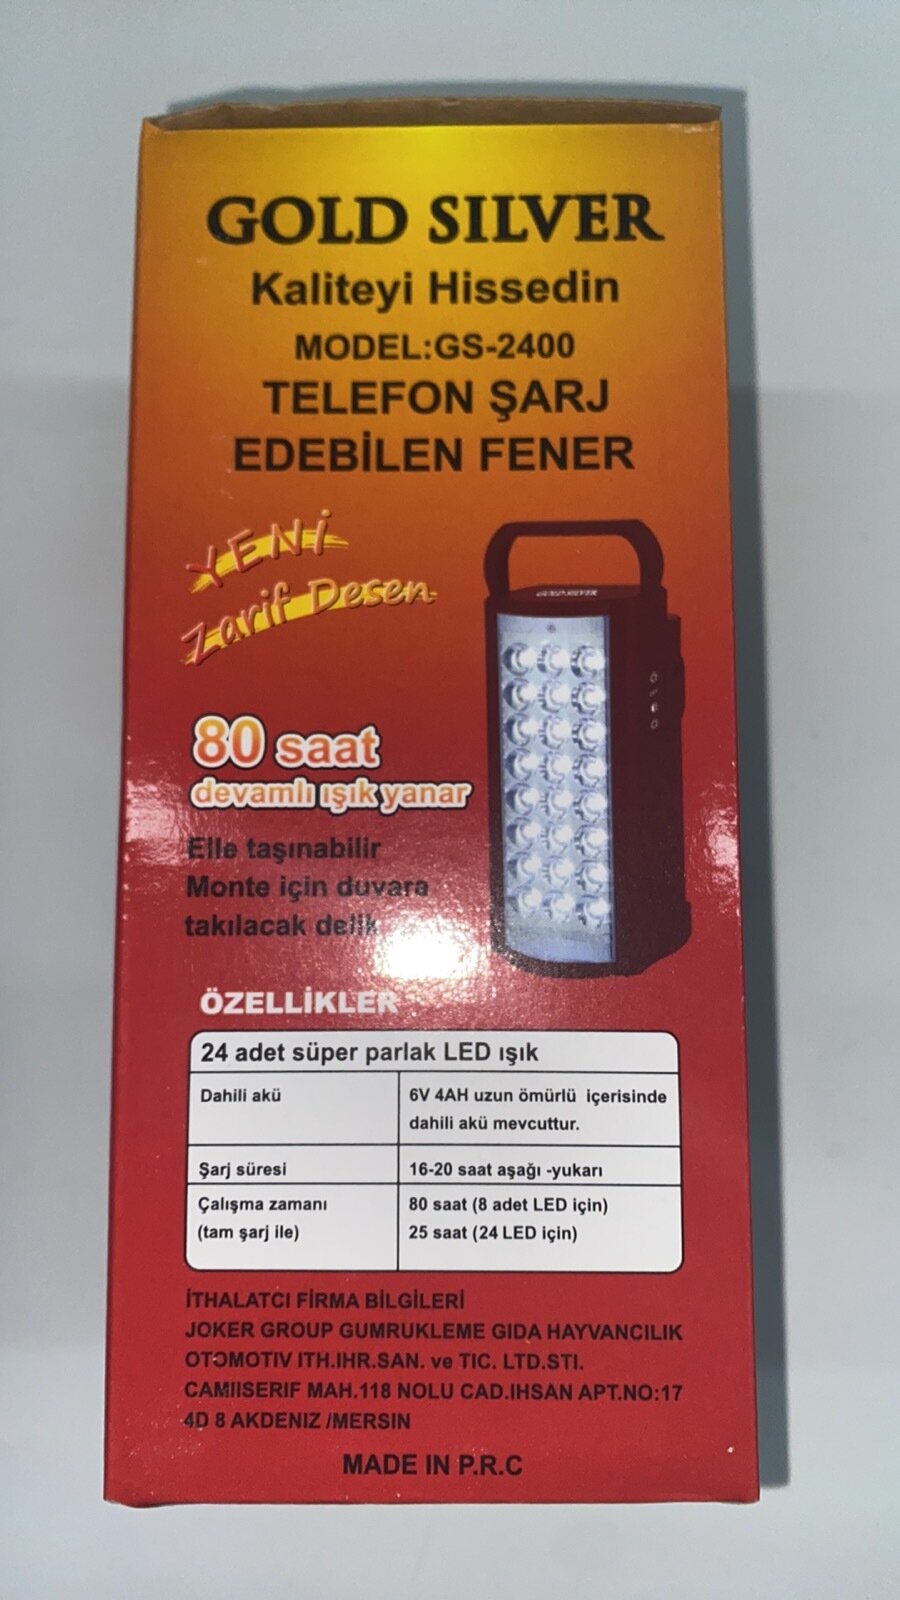 GOLD SILVER
Kaliteyi Hissedin
MODEL:GS-2400
TELEFON ŞARJ
EDEBİLEN FENER
YENİ
Zarif Desen
GOLD SILVER
80 saat
devamlı ışık yanar
Elle taşınabilir
Monte için duvara
takılacak delik
ÖZELLİKLER
24 adet süper parlak LED ışık
Dahili akü 6V 4AH uzun ömürlü içerisinde
dahili akü mevcuttur.
Şarj süresi 16-20 saat aşağı -yukarı
Çalışma zamanı 80 saat (8 adet LED için)
(tam şarj ile) 25 saat (24 LED için)
İTHALATCI FİRMA BİLGİLERİ
JOKER GROUP GUMRUKLEME GIDA HAYVANCILIK
OTOMOTIV ITH.IHR.SAN. ve TIC. LTD.STI.
CAMIISERIF MAH.118 NOLU CAD.IHSAN APT.NO:17
4D 8 AKDENIZ /MERSIN
MADE IN P.R.C